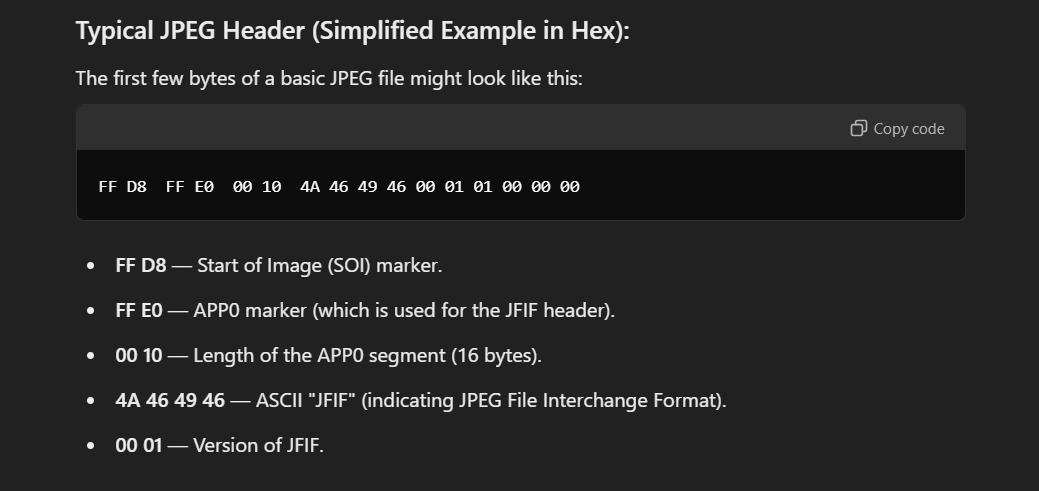 Typical JPEG Header (Simplified Example in Hex):
The first few bytes of a basic JPEG file might look like this:
Copy code
FF D8  FF E0  00 10  4A 46 49 46 00 01 01 00 00 00
• FF D8 — Start of Image (SOI) marker.
• FF E0 — APP0 marker (which is used for the JFIF header).
• 00 10 — Length of the APP0 segment (16 bytes).
• 4A 46 49 46 — ASCII "JFIF" (indicating JPEG File Interchange Format).
• 00 01 — Version of JFIF.